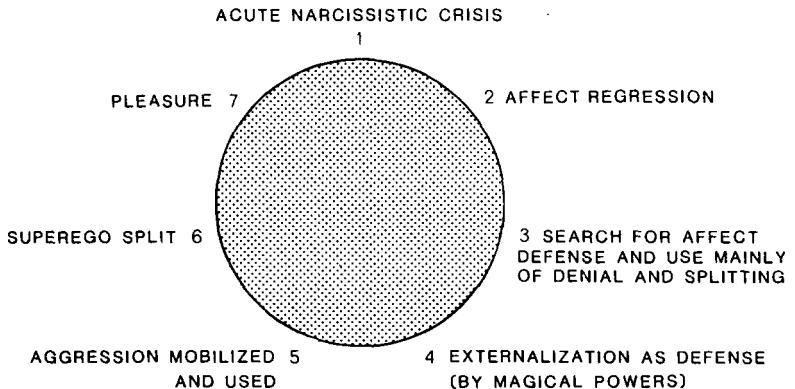 ACUTE NARCISSISTIC CRISIS
1
2 AFFECT REGRESSION
3 SEARCH FOR AFFECT
DEFENSE AND USE MAINLY
OF DENIAL AND SPLITTING
4 EXTERNALIZATION AS DEFENSE
(BY MAGICAL POWERS)
AGGRESSION MOBILIZED 5
AND USED
SUPEREGO SPLIT 6
PLEASURE 7